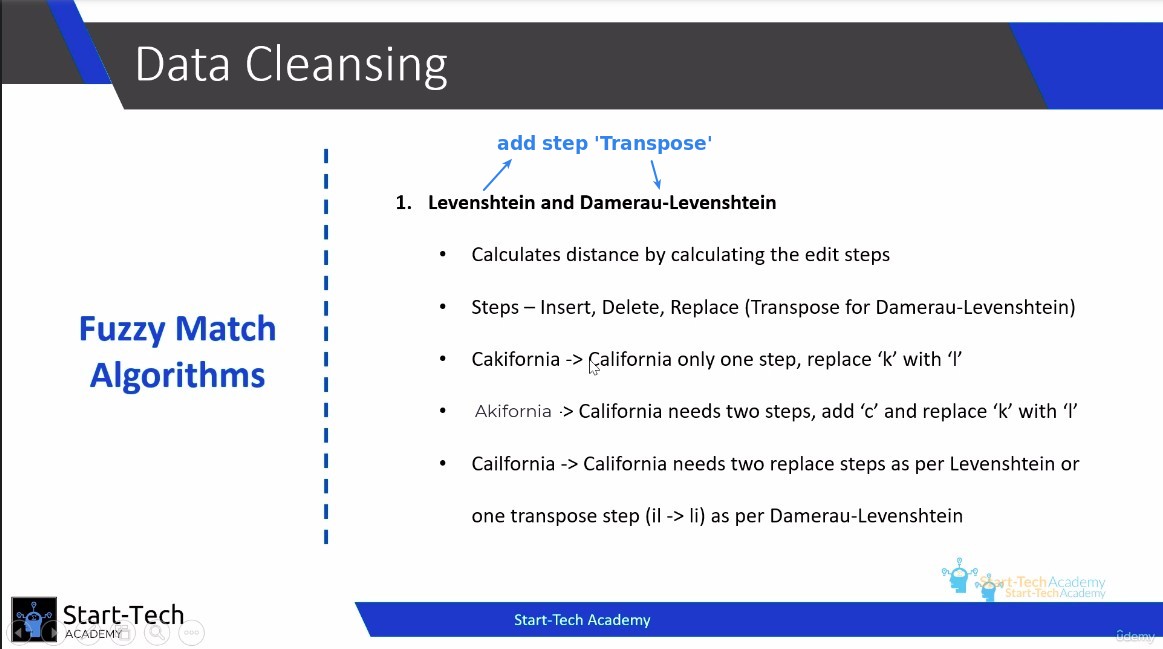 Data Cleansing
add step 'Transpose'
1. Levenshtein and Damerau-Levenshtein
• Calculates distance by calculating the edit steps
• Steps – Insert, Delete, Replace (Transpose for Damerau-Levenshtein)
• Cakifornia -> California only one step, replace ‘k’ with ‘l’
• Akifornia -> California needs two steps, add ‘c’ and replace ‘k’ with ‘l’
• Cailfornia -> California needs two replace steps as per Levenshtein or
one transpose step (il -> li) as per Damerau-Levenshtein
Fuzzy Match
Algorithms
Start-Tech Academy
Start-Tech Academy
Start-Tech
ACADEMY
Start-Tech Academy
ûdemy